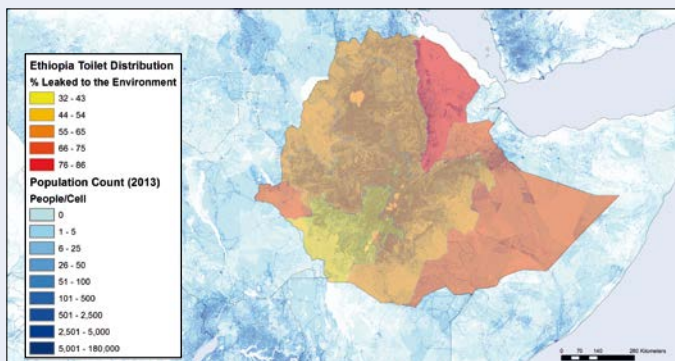 Ethiopia Toilet Distribution
% Leaked to the Environment
32 - 43
44 - 54
55 - 65
66 - 75
76 - 86
Population Count (2013)
People/Cell
0
1 - 5
6 - 25
26 - 50
51 - 100
101 - 500
501 - 2,500
2,501 - 5,000
5,001 - 180,000
0 70 140 280 Kilometers